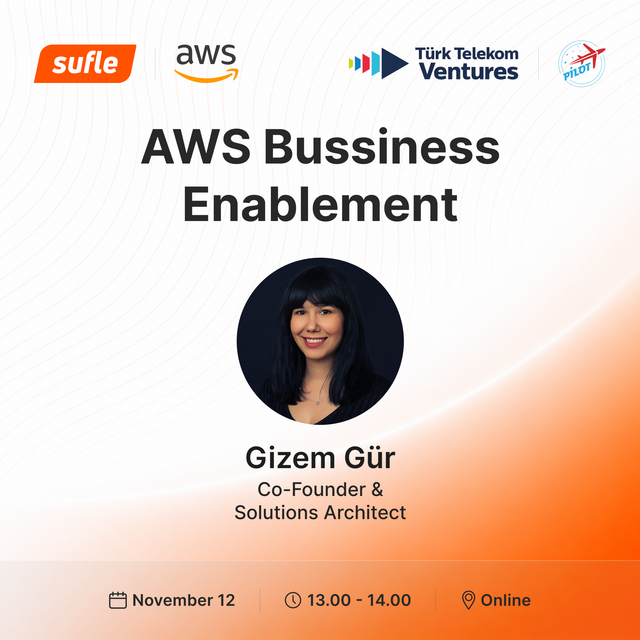 sufle
aws
Türk Telekom
Ventures
PİLOT
AWS Bussiness
Enablement
Gizem Gür
Co-Founder &
Solutions Architect
November 12
13.00 - 14.00
Online